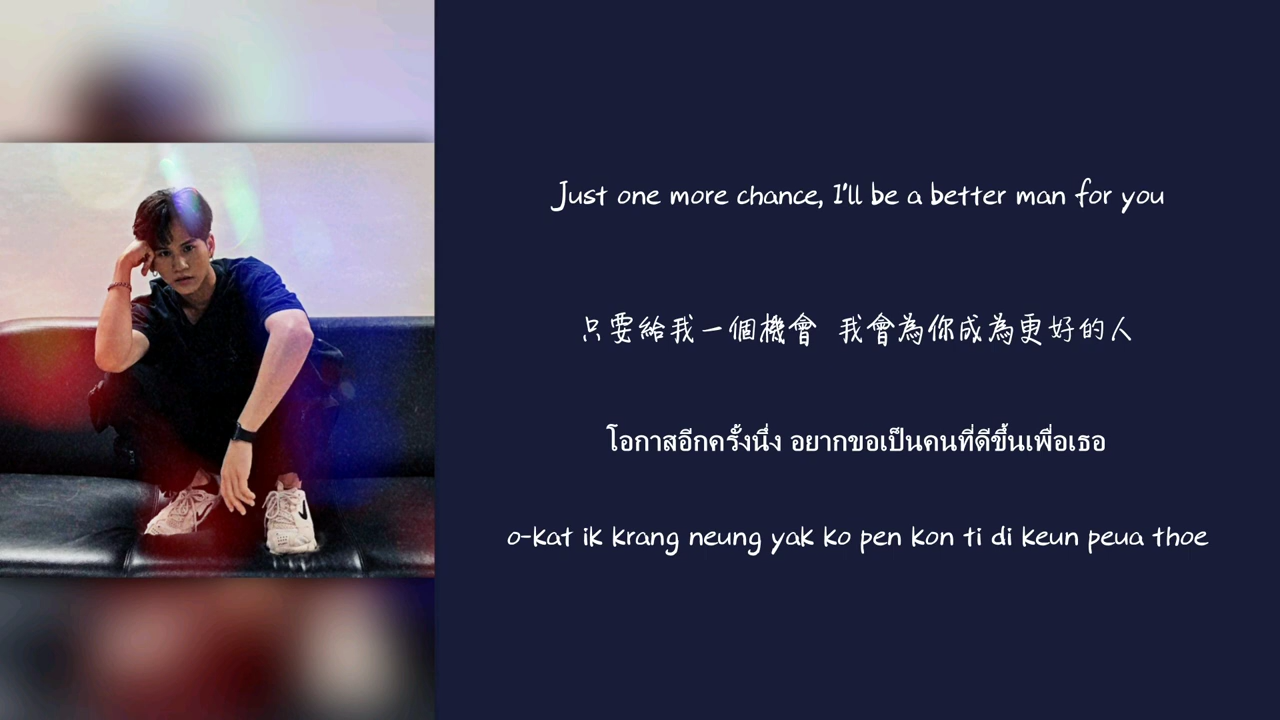 Just one more chance, I'll be a better man for you
只要給我一個機會 我會為你成為更好的人
โอกาสอีกครั้งนึ่ง อยากขอเป็นคนที่ดีขึ้นเพื่อเธอ
o-kat ik krang neung yak ko pen kon ti di keun peua thoe